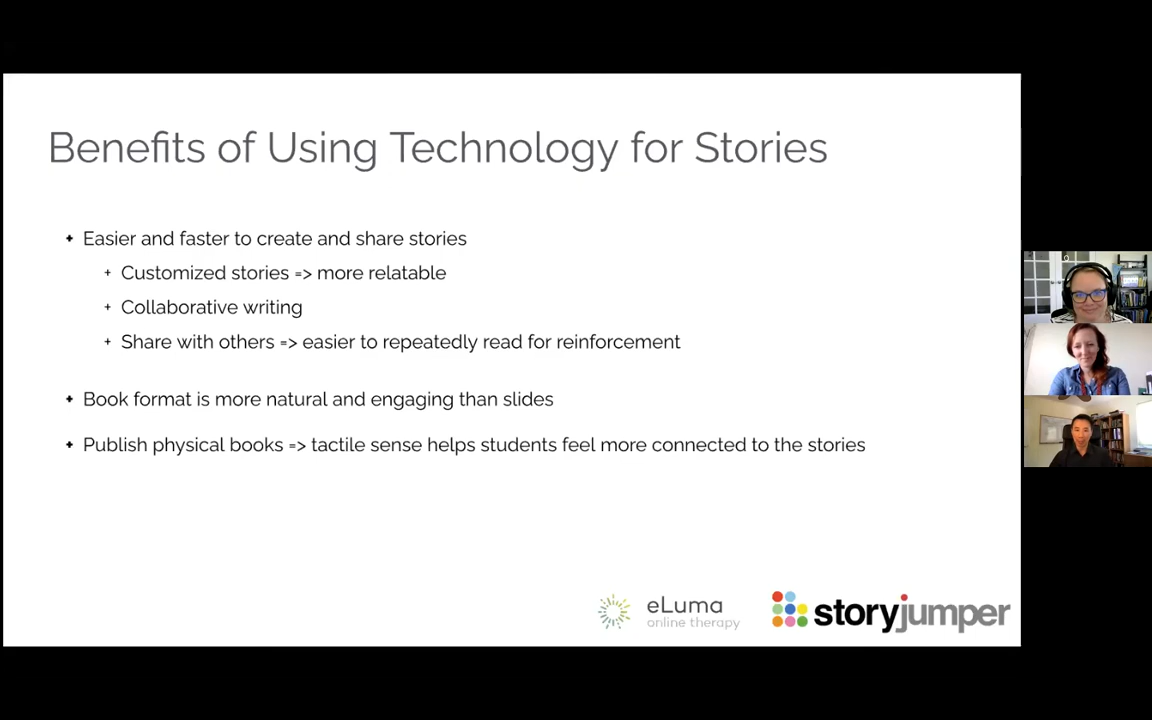 Benefits of Using Technology for Stories
+ Easier and faster to create and share stories
+ Customized stories => more relatable
+ Collaborative writing
+ Share with others => easier to repeatedly read for reinforcement
+ Book format is more natural and engaging than slides
+ Publish physical books => tactile sense helps students feel more connected to the stories
eLuma
online therapy
storyjumper